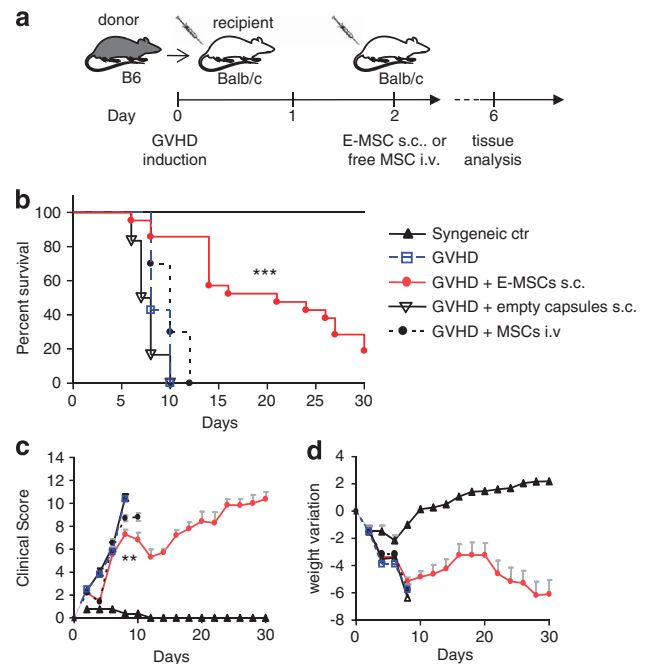 a
donor
recipient
B6
Balb/c
Balb/c
Day
0
1
2
6
GVHD
induction
E-MSC s.c.. or
free MSC i.v.
tissue
analysis
b
Percent survival
100
80
60
40
20
0
***
0 5 10 15 20 25 30
Days
Syngeneic ctr
GVHD
GVHD + E-MSCs s.c.
GVHD + empty capsules s.c.
GVHD + MSCs i.v
c
Clinical Score
14
12
10
8
6
4
2
0
**
0 10 20 30
Days
d
weight variation
4
2
0
-2
-4
-6
-8
0 10 20 30
Days